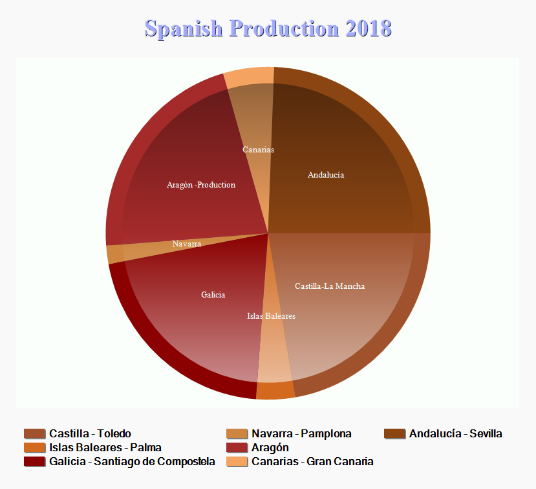 Spanish Production 2018
Canarias
Andalucía
Aragón -Production
Navarra
Castilla-La Mancha
Galicia
Islas Baleares
Castilla - Toledo
Navarra - Pamplona
Andalucía - Sevilla
Islas Baleares - Palma
Aragón
Galicia - Santiago de Compostela
Canarias - Gran Canaria